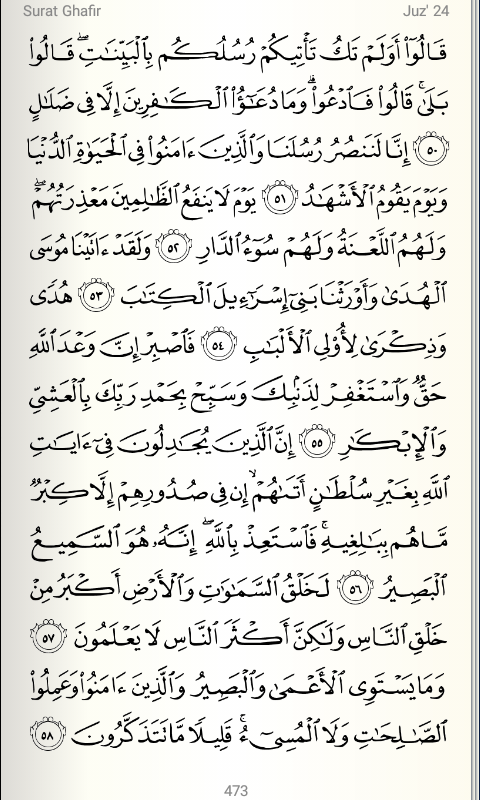 Surat Ghafir Juz' 24
قَالُوٓا۟ أَوَلَمْ تَكُ تَأْتِيكُمْ رُسُلُكُم بِٱلْبَيِّنَـٰتِ ۖ قَالُوا۟
بَلَىٰ ۚ قَالُوا۟ فَٱدْعُوا۟ ۗ وَمَا دُعَـٰٓؤُا۟ ٱلْكَـٰفِرِينَ إِلَّا فِى ضَلَـٰلٍ
٥٠ إِنَّا لَنَنصُرُ رُسُلَنَا وَٱلَّذِينَ ءَامَنُوا۟ فِى ٱلْحَيَوٰةِ ٱلدُّنْيَا
وَيَوْمَ يَقُومُ ٱلْأَشْهَـٰدُ ٥١ يَوْمَ لَا يَنفَعُ ٱلظَّـٰلِمِينَ مَعْذِرَتُهُمْ ۖ
وَلَهُمُ ٱللَّعْنَةُ وَلَهُمْ سُوٓءُ ٱلدَّارِ ٥٢ وَلَقَدْ ءَاتَيْنَا مُوسَى
ٱلْهُدَىٰ وَأَوْرَثْنَا بَنِىٓ إِسْرَٰٓءِيلَ ٱلْكِتَـٰبَ ٥٣ هُدًى
وَذِكْرَىٰ لِأُو۟لِى ٱلْأَلْبَـٰبِ ٥٤ فَٱصْبِرْ إِنَّ وَعْدَ ٱللَّهِ
حَقٌّ وَٱسْتَغْفِرْ لِذَنۢبِكَ وَسَبِّحْ بِحَمْدِ رَبِّكَ بِٱلْعَشِىِّ
وَٱلْإِبْكَـٰرِ ٥٥ إِنَّ ٱلَّذِينَ يُجَـٰدِلُونَ فِىٓ ءَايَـٰتِ
ٱللَّهِ بِغَيْرِ سُلْطَـٰنٍ أَتَىٰهُمْ ۙ إِن فِى صُدُورِهِمْ إِلَّا كِبْرٌ
مَّا هُم بِبَـٰلِغِيهِ ۚ فَٱسْتَعِذْ بِٱللَّهِ ۖ إِنَّهُۥ هُوَ ٱلسَّمِيعُ
ٱلْبَصِيرُ ٥٦ لَخَلْقُ ٱلسَّمَـٰوَٰتِ وَٱلْأَرْضِ أَكْبَرُ مِنْ
خَلْقِ ٱلنَّاسِ وَلَـٰكِنَّ أَكْثَرَ ٱلنَّاسِ لَا يَعْلَمُونَ ٥٧
وَمَا يَسْتَوِى ٱلْأَعْمَىٰ وَٱلْبَصِيرُ وَٱلَّذِينَ ءَامَنُوا۟ وَعَمِلُوا۟
ٱلصَّـٰلِحَـٰتِ وَلَا ٱلْمُسِىٓءُ ۚ قَلِيلًا مَّا تَتَذَكَّرُونَ ٥٨
473